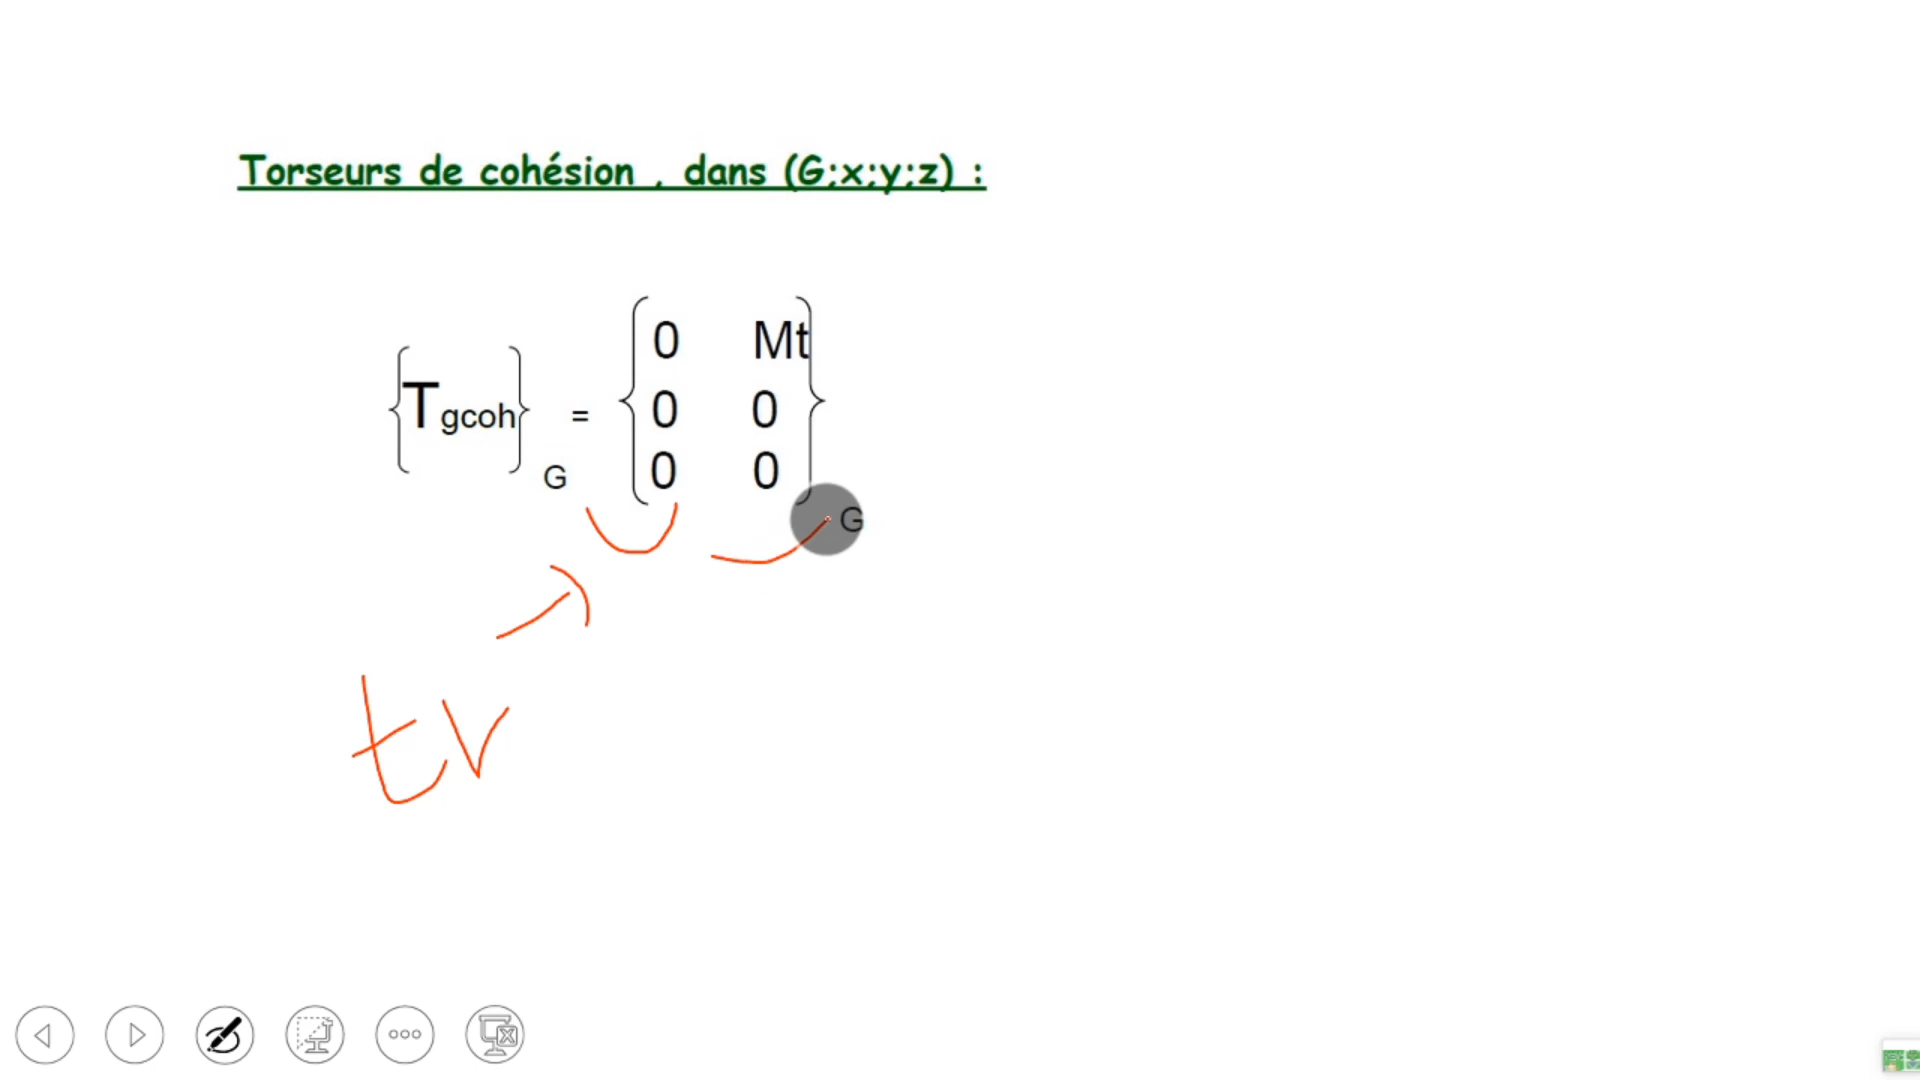 Torseurs de cohésion , dans (G;x;y;z) :
{Tgcoh}G = {0 Mt
0 0
0 0}G
tv